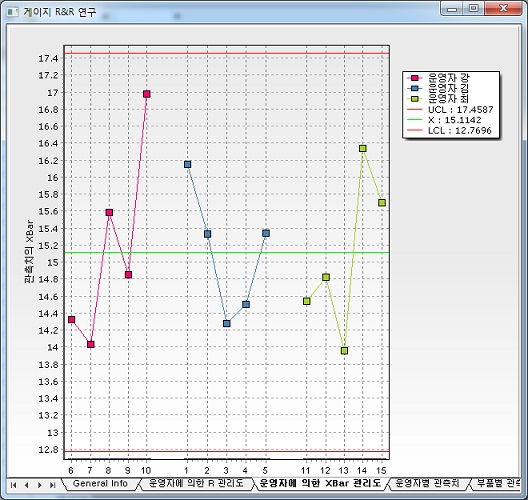 게이지 R&R 연구
17.4
17.2
17
16.8
16.6
16.4
16.2
16
15.8
15.6
15.4
15.2
15
14.8
14.6
14.4
14.2
14
13.8
13.6
13.4
13.2
13
12.8
관측치의 XBar
6 7 8 9 10 1 2 3 4 5 11 12 13 14 15
운영자 강
운영자 김
운영자 최
UCL : 17.4587
X : 15.1142
LCL : 12.7696
General Info 운영자에 의한 R 관리도 운영자에 의한 XBar 관리도 운영자별 관측치 부품별 관측